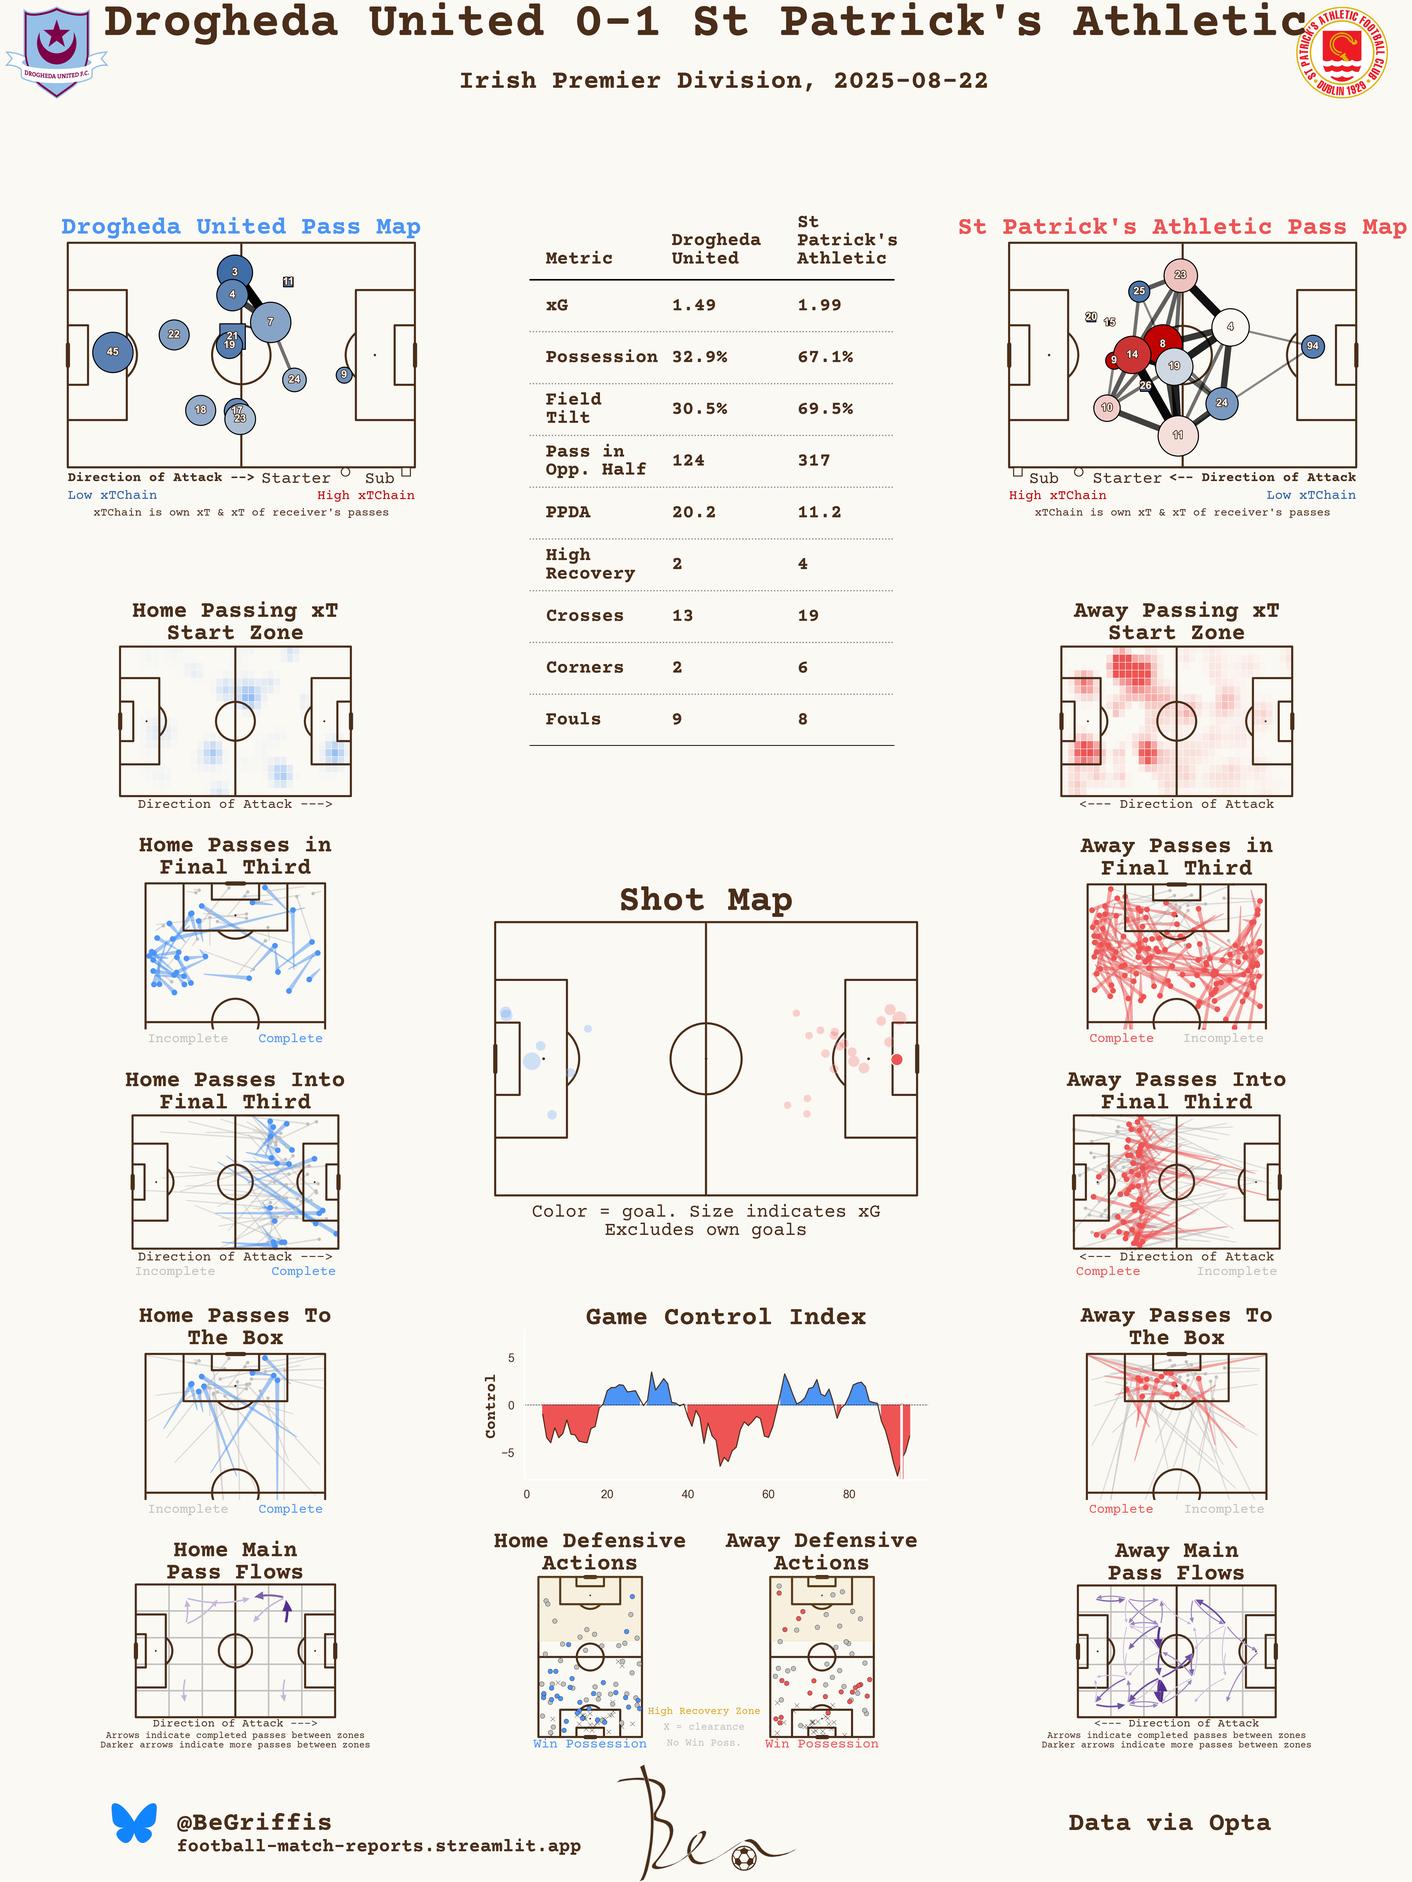 Drogheda United 0-1 St Patrick's Athletic
Irish Premier Division, 2025-08-22
DROGHEDA UNITED F.C.
ST PATRICK'S ATHLETIC FOOTBALL CLUB
DUBLIN 1929
Drogheda United Pass Map
3
11
4
7
22
21
19
45
9
24
18
17
23
Direction of Attack --> Starter Sub
Low xTChain High xTChain
xTChain is own xT & xT of receiver's passes
Metric Drogheda United St Patrick's Athletic
xG 1.49 1.99
Possession 32.9% 67.1%
Field Tilt 30.5% 69.5%
Pass in Opp. Half 124 317
PPDA 20.2 11.2
High Recovery 2 4
Crosses 13 19
Corners 2 6
Fouls 9 8
St Patrick's Athletic Pass Map
23
25
20
15
4
8
94
14
9
19
26
10
24
11
Sub Starter <-- Direction of Attack
High xTChain Low xTChain
xTChain is own xT & xT of receiver's passes
Home Passing xT
Start Zone
Direction of Attack --->
Away Passing xT
Start Zone
<--- Direction of Attack
Home Passes in
Final Third
Incomplete Complete
Away Passes in
Final Third
Complete Incomplete
Shot Map
Color = goal. Size indicates xG
Excludes own goals
Home Passes Into
Final Third
Direction of Attack --->
Incomplete Complete
Away Passes Into
Final Third
<--- Direction of Attack
Complete Incomplete
Home Passes To
The Box
Incomplete Complete
Game Control Index
Control
5
0
−5
0 20 40 60 80
Away Passes To
The Box
Complete Incomplete
Home Main
Pass Flows
Direction of Attack --->
Arrows indicate completed passes between zones
Darker arrows indicate more passes between zones
Home Defensive
Actions
Win Possession
Away Defensive
Actions
Win Possession
High Recovery Zone
X = clearance
No Win Poss.
Away Main
Pass Flows
<--- Direction of Attack
Arrows indicate completed passes between zones
Darker arrows indicate more passes between zones
@BeGriffis
football-match-reports.streamlit.app
Ben
Data via Opta